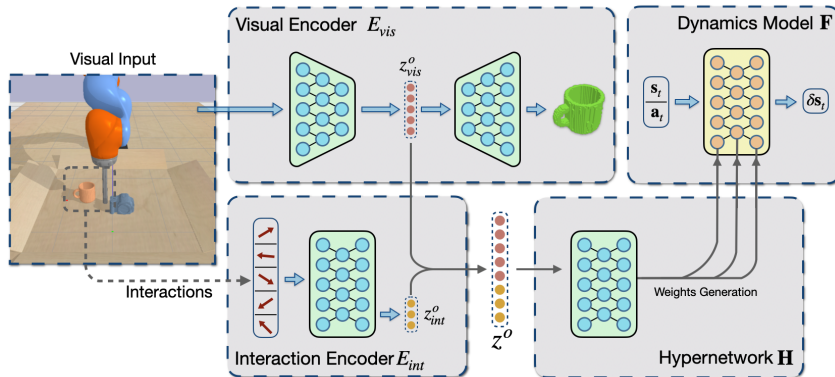 Visual Input
Visual Encoder E_vis
z^o_vis
Dynamics Model F
s_t
a_t
δs_t
Interactions
z^o_int
Interaction Encoder E_int
z^o
Weights Generation
Hypernetwork H